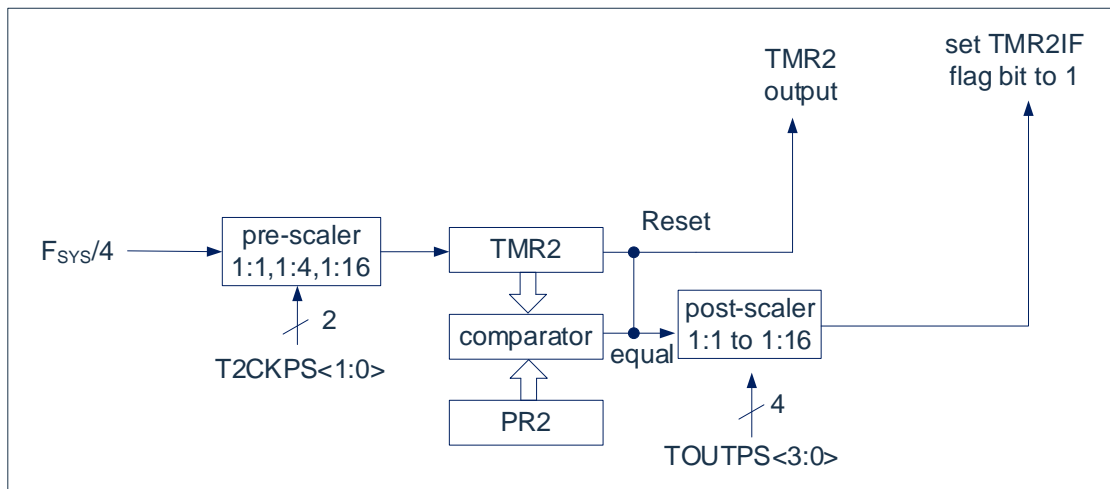 TMR2
output
set TMR2IF
flag bit to 1
Reset
F_SYS/4
pre-scaler
1:1,1:4,1:16
TMR2
2
T2CKPS<1:0>
comparator
equal
post-scaler
1:1 to 1:16
PR2
4
TOUTPS<3:0>